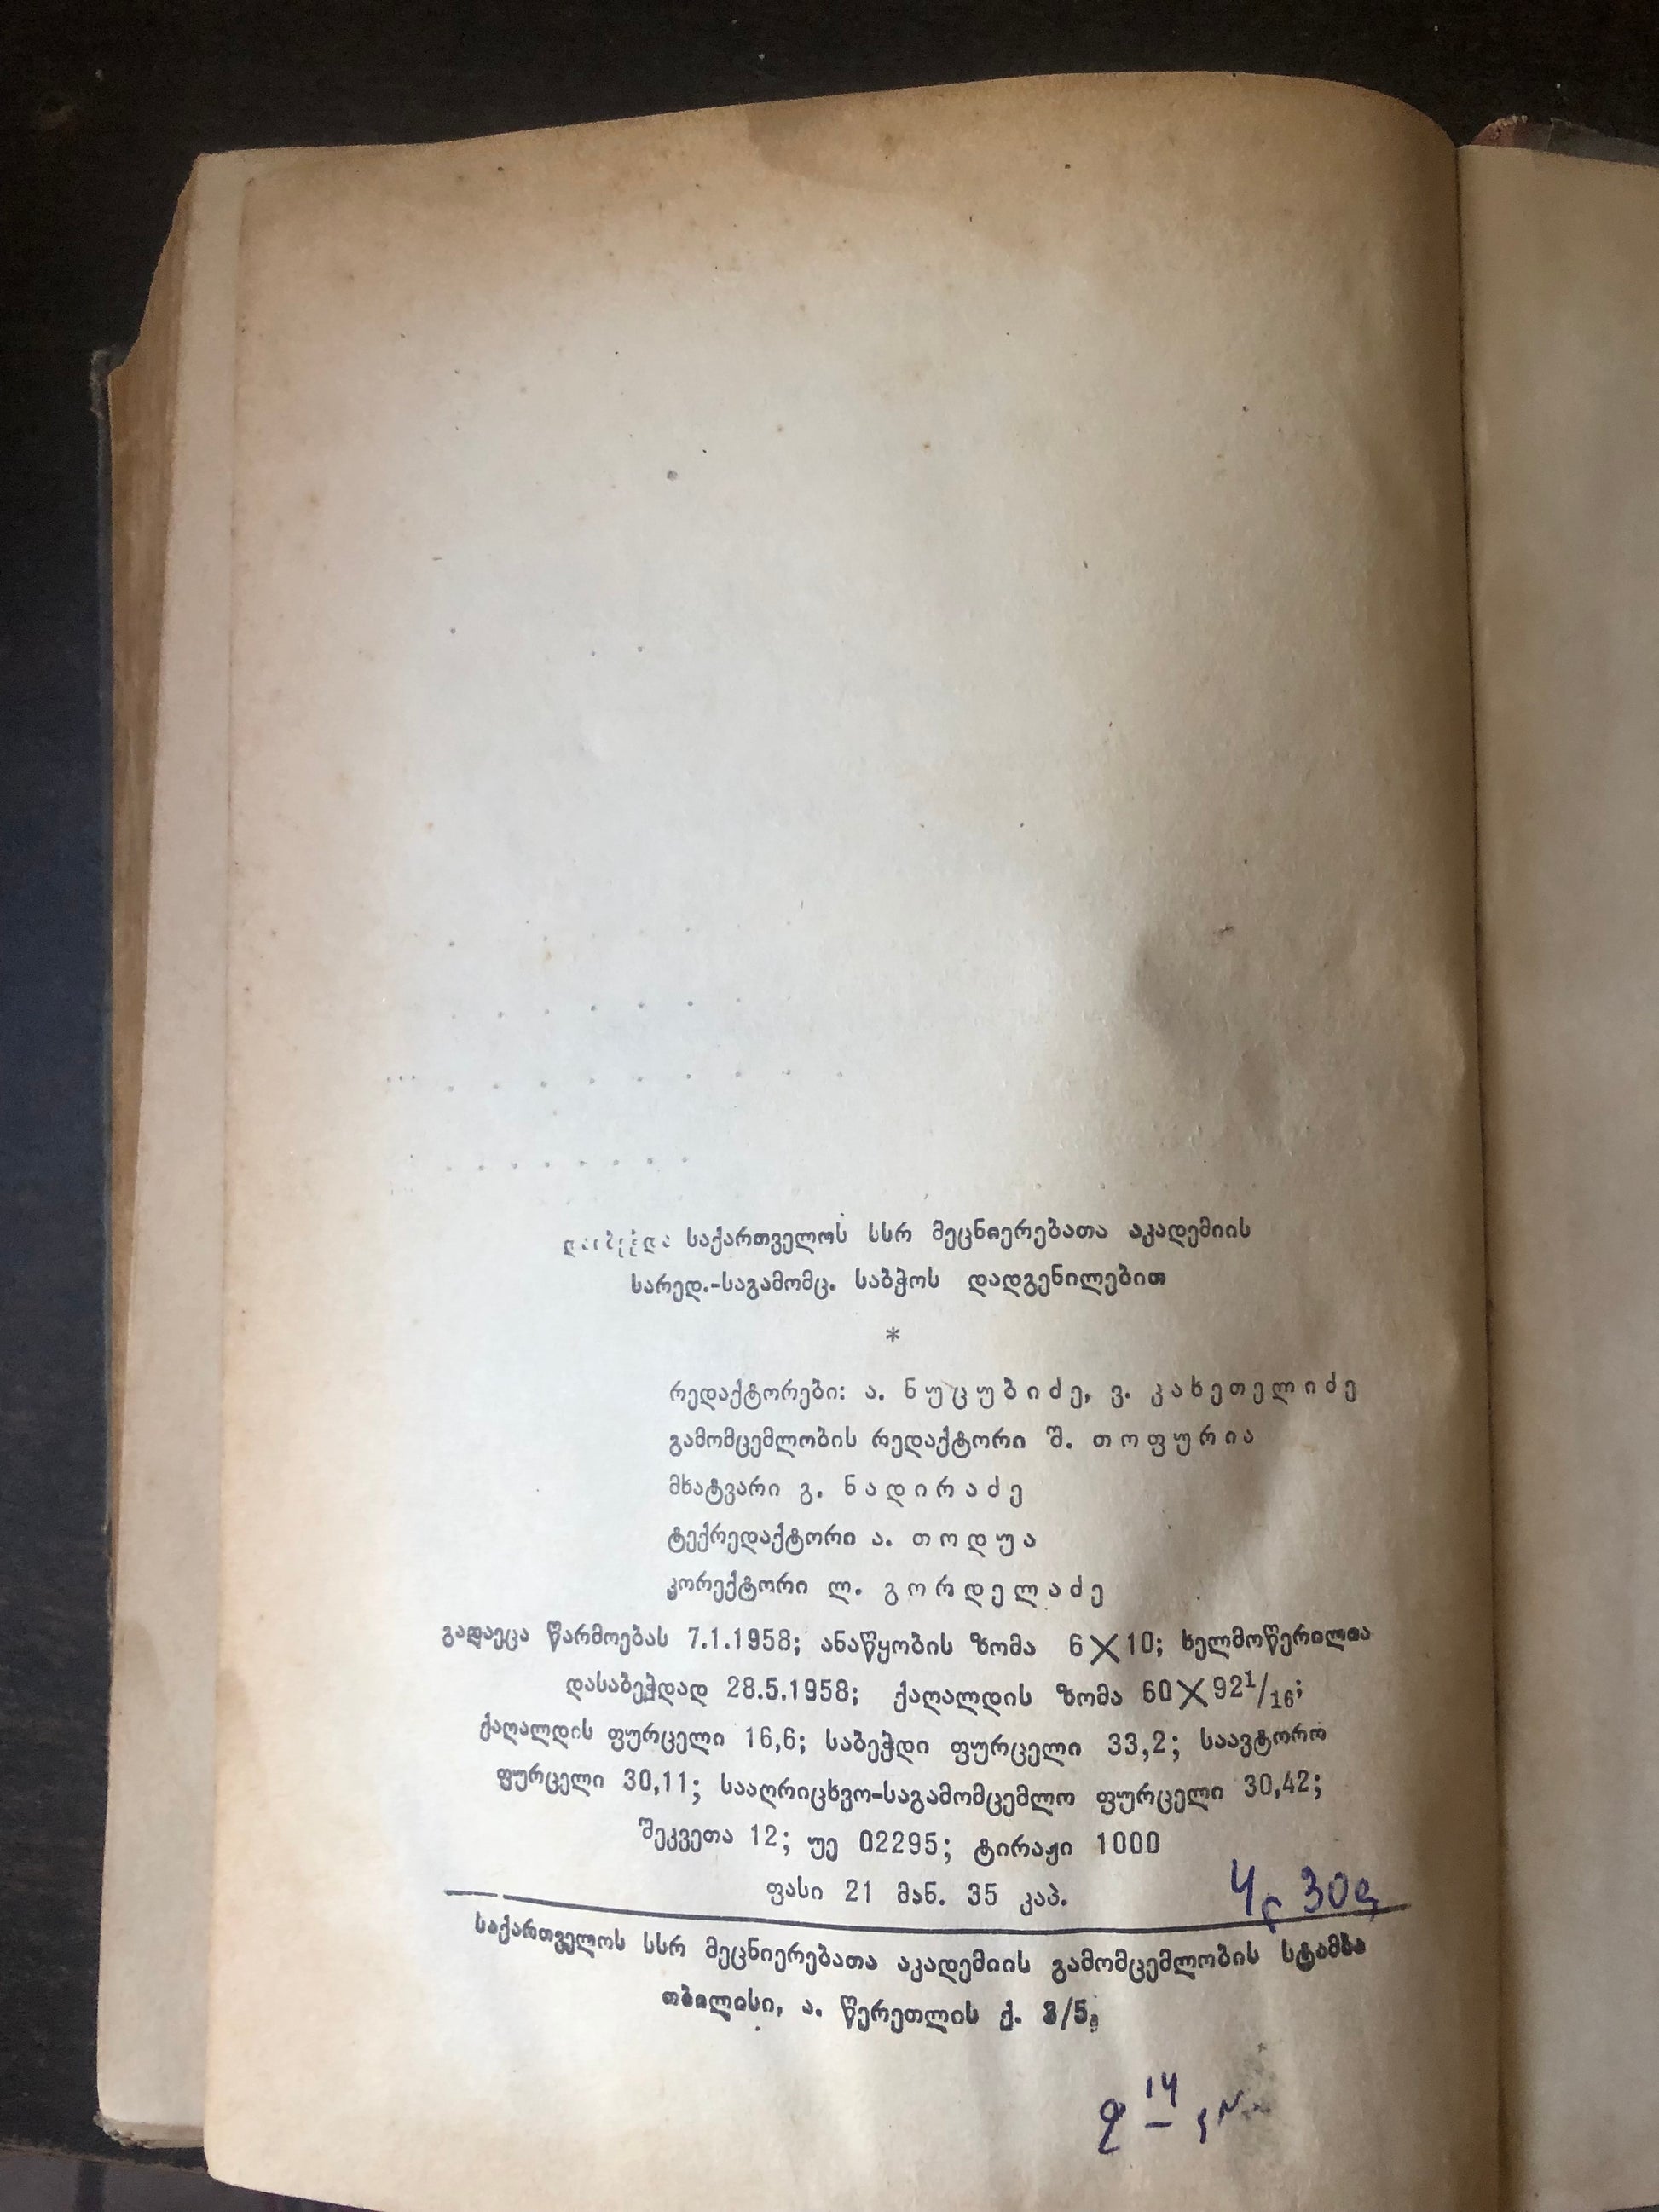 დაიბეჭდა საქართველოს სსრ მეცნიერებათა აკადემიის
სარედ.-საგამომც. საბჭოს დადგენილებით
*
რედაქტორები: ა. ნუცუბიძე, ვ. კახეთელიძე
გამომცემლობის რედაქტორი შ. თოფურია
მხატვარი გ. ნადირაძე
ტექრედაქტორი ა. თოდუა
კორექტორი ლ. გორდელაძე
გადაეცა წარმოებას 7.1.1958; ანაწყობის ზომა 6×10; ხელმოწერილია
დასაბეჭდად 28.5.1958; ქაღალდის ზომა 60×92¹/₁₆;
ქაღალდის ფურცელი 16,6; საბეჭდი ფურცელი 33,2; საავტორო
ფურცელი 30,11; სააღრიცხვო-საგამომცემლო ფურცელი 30,42;
შეკვეთა 12; უე 02295; ტირაჟი 1000
ფასი 21 მან. 35 კაპ.
საქართველოს სსრ მეცნიერებათა აკადემიის გამომცემლობის სტამბა
თბილისი, ა. წერეთლის ქ. 3/5.